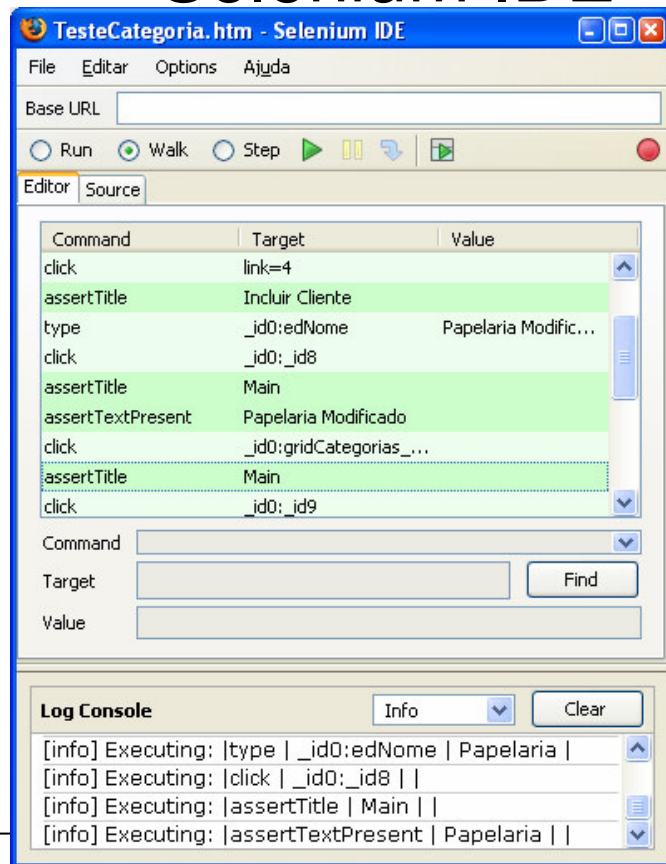 Selenium IDE
TesteCategoria.htm - Selenium IDE
File Editar Options Ajuda
Base URL
Run Walk Step
Editor Source
Command Target Value
click link=4
assertTitle Incluir Cliente
type _id0:edNome Papelaria Modific...
click _id0:_id8
assertTitle Main
assertTextPresent Papelaria Modificado
click _id0:gridCategorias_...
assertTitle Main
click _id0:_id9
Command
Target Find
Value
Log Console Info Clear
[info] Executing: |type | _id0:edNome | Papelaria |
[info] Executing: |click | _id0:_id8 | |
[info] Executing: |assertTitle | Main | |
[info] Executing: |assertTextPresent | Papelaria | |